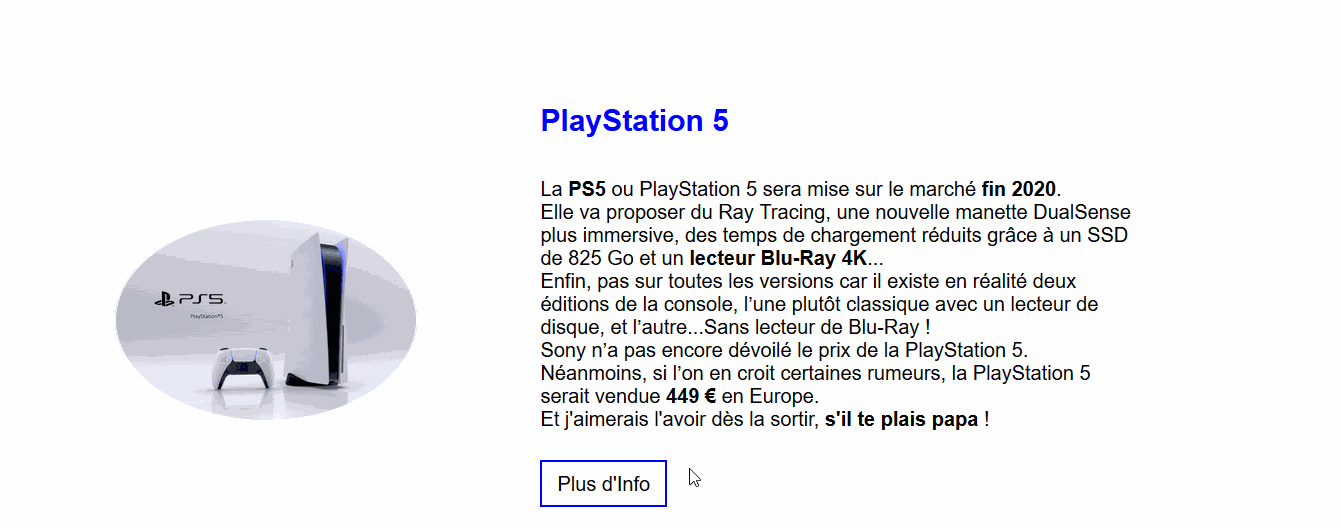 PlayStation 5
La PS5 ou PlayStation 5 sera mise sur le marché fin 2020.
Elle va proposer du Ray Tracing, une nouvelle manette DualSense
plus immersive, des temps de chargement réduits grâce à un SSD
de 825 Go et un lecteur Blu-Ray 4K...
Enfin, pas sur toutes les versions car il existe en réalité deux
éditions de la console, l’une plutôt classique avec un lecteur de
disque, et l’autre...Sans lecteur de Blu-Ray !
Sony n’a pas encore dévoilé le prix de la PlayStation 5.
Néanmoins, si l’on en croit certaines rumeurs, la PlayStation 5
serait vendue 449 € en Europe.
Et j'aimerais l'avoir dès la sortir, s'il te plais papa !
Plus d'Info
PS5
PlayStation®5